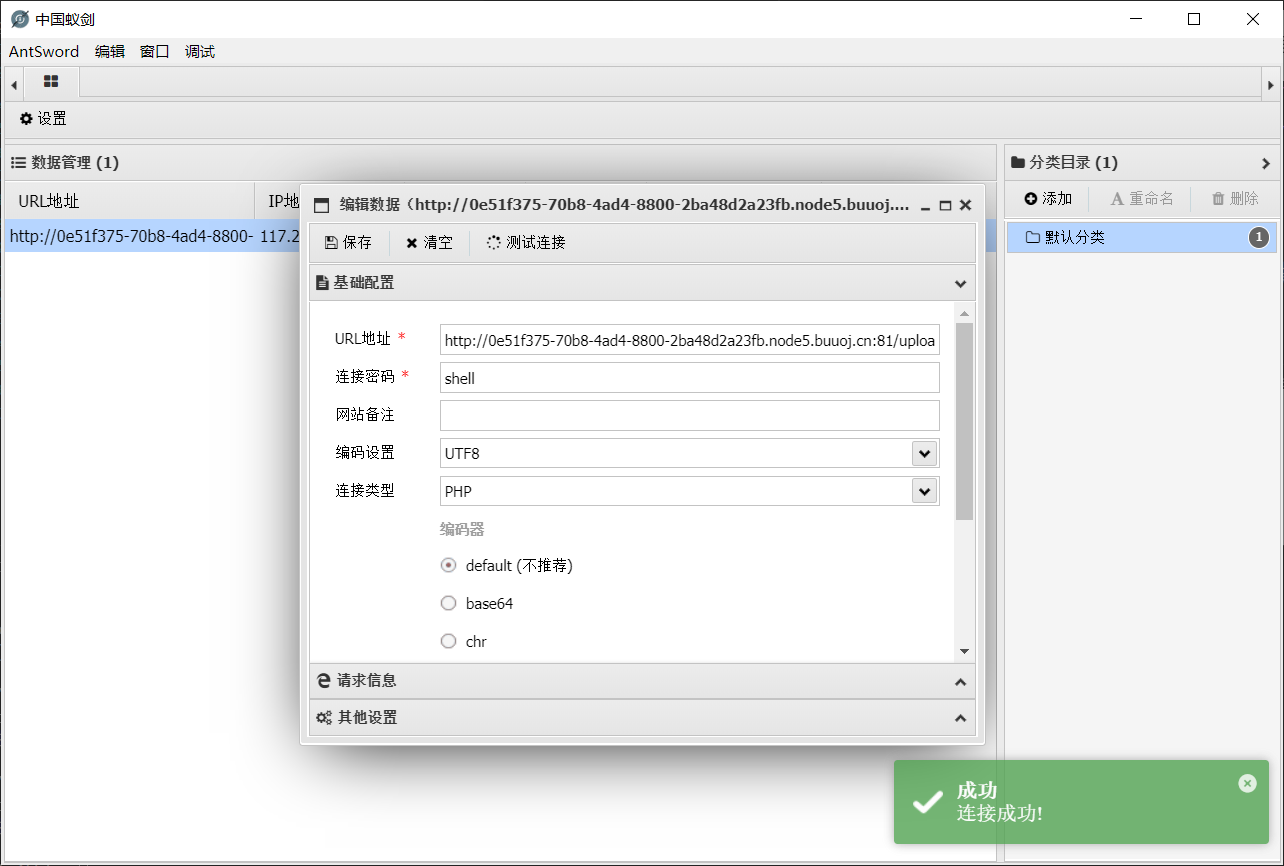 中国蚁剑
AntSword 编辑 窗口 调试
设置
数据管理 (1)
分类目录 (1)
URL地址 IP地
添加 重命名 删除
http://0e51f375-70b8-4ad4-8800- 117.2
默认分类 1
编辑数据（http://0e51f375-70b8-4ad4-8800-2ba48d2a23fb.node5.buuoj....
保存 清空 测试连接
基础配置
URL地址 * http://0e51f375-70b8-4ad4-8800-2ba48d2a23fb.node5.buuoj.cn:81/uploa
连接密码 * shell
网站备注
编码设置 UTF8
连接类型 PHP
编码器
default (不推荐)
base64
chr
请求信息
其他设置
成功
连接成功!